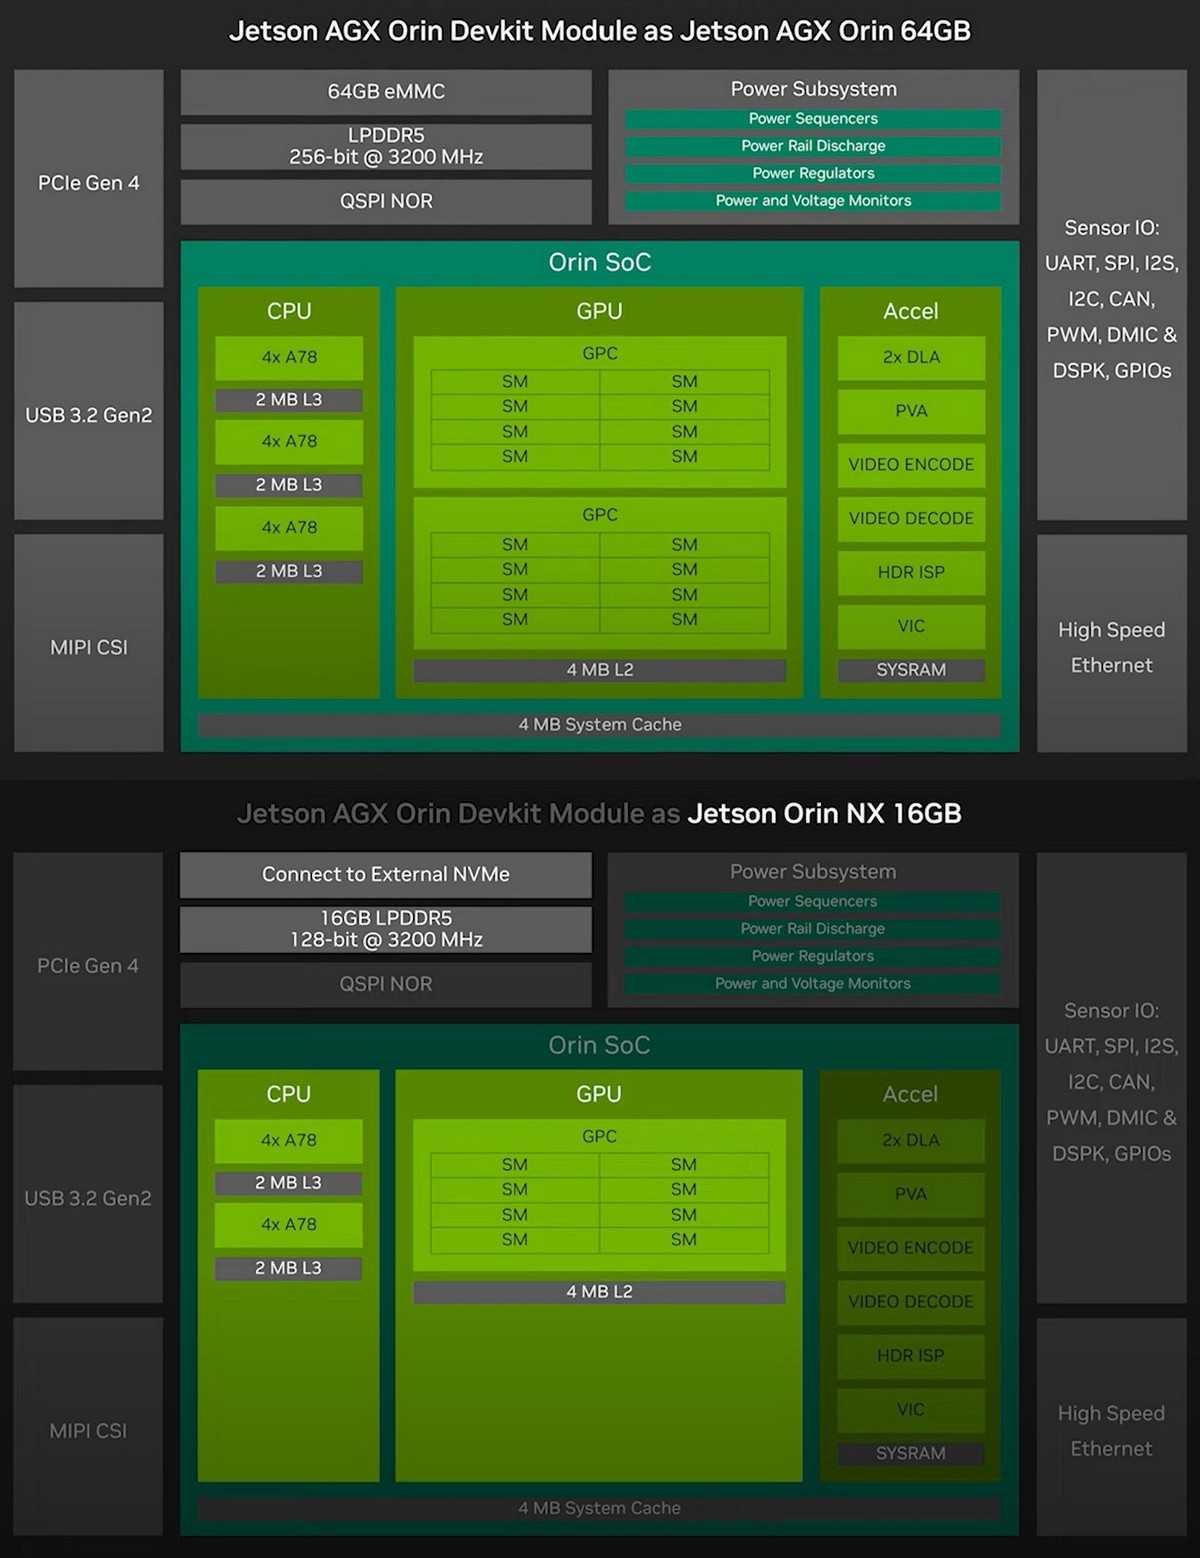 Jetson AGX Orin Devkit Module as Jetson AGX Orin 64GB
PCIe Gen 4
USB 3.2 Gen2
MIPI CSI
64GB eMMC
LPDDR5
256-bit @ 3200 MHz
QSPI NOR
Power Subsystem
Power Sequencers
Power Rail Discharge
Power Regulators
Power and Voltage Monitors
Orin SoC
CPU
4x A78
2 MB L3
4x A78
2 MB L3
4x A78
2 MB L3
GPU
GPC
SM SM
SM SM
SM SM
SM SM
GPC
SM SM
SM SM
SM SM
SM SM
4 MB L2
Accel
2x DLA
PVA
VIDEO ENCODE
VIDEO DECODE
HDR ISP
VIC
SYSRAM
4 MB System Cache
Sensor IO:
UART, SPI, I2S,
I2C, CAN,
PWM, DMIC &
DSPK, GPIOs
High Speed
Ethernet
Jetson AGX Orin Devkit Module as Jetson Orin NX 16GB
PCIe Gen 4
USB 3.2 Gen2
MIPI CSI
Connect to External NVMe
16GB LPDDR5
128-bit @ 3200 MHz
QSPI NOR
Power Subsystem
Power Sequencers
Power Rail Discharge
Power Regulators
Power and Voltage Monitors
Orin SoC
CPU
4x A78
2 MB L3
4x A78
2 MB L3
GPU
GPC
SM SM
SM SM
SM SM
SM SM
4 MB L2
Accel
2x DLA
PVA
VIDEO ENCODE
VIDEO DECODE
HDR ISP
VIC
SYSRAM
4 MB System Cache
Sensor IO:
UART, SPI, I2S,
I2C, CAN,
PWM, DMIC &
DSPK, GPIOs
High Speed
Ethernet